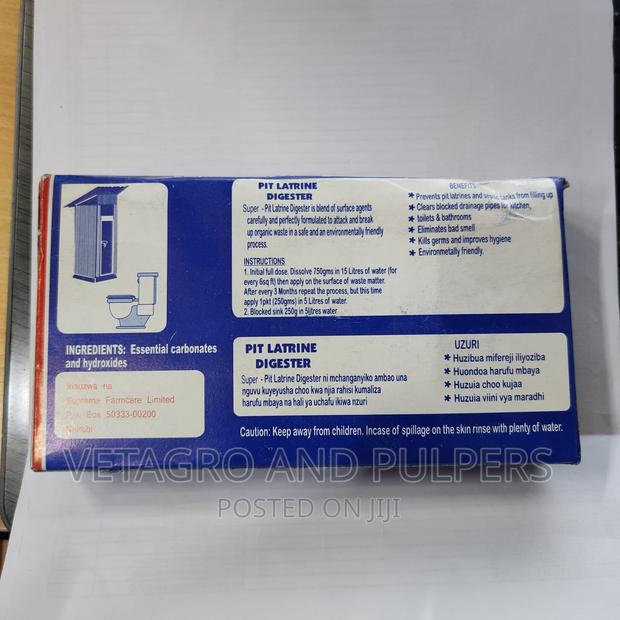 PIT LATRINE
DIGESTER
Super - Pit Latrine Digester is blend of surface agents
carefully and perfectly formulated to attack and break
up organic waste in a safe and an environmentally friendly
process.
INSTRUCTIONS
1. Initial full dose. Dissolve 750gms in 15 Litres of water (for
every 6sq ft) then apply on the surface of waste matter.
After every 3 Months repeat the process, but this time
apply 1pkt (250gms) in 5 Litres of water.
2. Blocked sink 250g in 5litres water
BENEFITS
★ Prevents pit latrines and septic tanks from filling up
★ Clears blocked drainage pipes for kitchen,
★ toilets & bathrooms
★ Eliminates bad smell
★ Kills germs and improves hygiene
★ Environmetally friendly.
INGREDIENTS: Essential carbonates
and hydroxides
Inauzwa na
Supreme Farmcare Limited
P.o. Box 50333-00200
Nairobi
PIT LATRINE
DIGESTER
Super - Pit Latrine Digester ni mchanganyiko ambao una
nguvu kuyeyusha choo kwa njia rahisi kumaliza
harufu mbaya na hali ya uchafu ikiwa nzuri
UZURI
★ Huzibua mifereji iliyoziba
★ Huondoa harufu mbaya
★ Huzuia choo kujaa
★ Huzuia viini vya maradhi
Caution: Keep away from children. Incase of spillage on the skin rinse with plenty of water.
VETAGRO AND PULPERS
POSTED ON JIJI